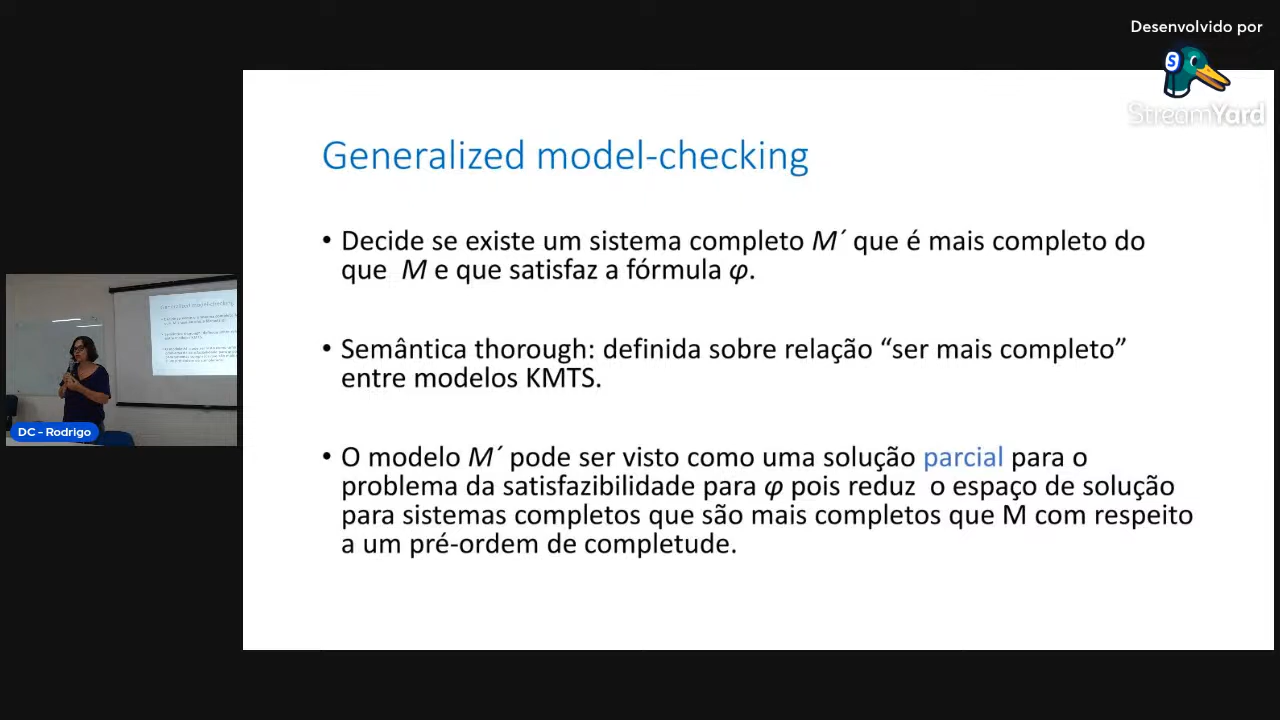 Desenvolvido por
S
StreamYard
Generalized model-checking
• Decide se existe um sistema completo M´ que é mais completo do
que M e que satisfaz a fórmula φ.
• Semântica thorough: definida sobre relação “ser mais completo”
entre modelos KMTS.
• O modelo M´ pode ser visto como uma solução parcial para o
problema da satisfazibilidade para φ pois reduz o espaço de solução
para sistemas completos que são mais completos que M com respeito
a um pré-ordem de completude.
DC - Rodrigo